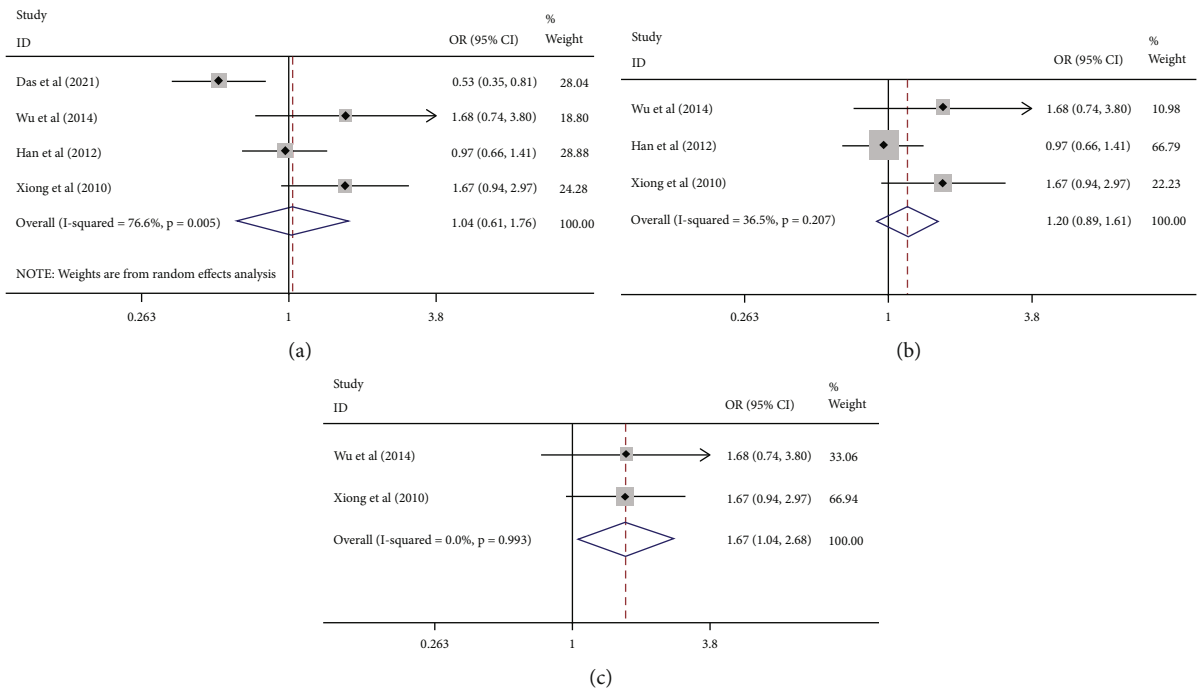 Study
ID
OR (95% CI)
%
Weight
Das et al (2021) 0.53 (0.35, 0.81) 28.04
Wu et al (2014) 1.68 (0.74, 3.80) 18.80
Han et al (2012) 0.97 (0.66, 1.41) 28.88
Xiong et al (2010) 1.67 (0.94, 2.97) 24.28
Overall (I-squared = 76.6%, p = 0.005) 1.04 (0.61, 1.76) 100.00
NOTE: Weights are from random effects analysis
0.263 1 3.8
(a)
Study
ID
OR (95% CI)
%
Weight
Wu et al (2014) 1.68 (0.74, 3.80) 10.98
Han et al (2012) 0.97 (0.66, 1.41) 66.79
Xiong et al (2010) 1.67 (0.94, 2.97) 22.23
Overall (I-squared = 36.5%, p = 0.207) 1.20 (0.89, 1.61) 100.00
0.263 1 3.8
(b)
Study
ID
OR (95% CI)
%
Weight
Wu et al (2014) 1.68 (0.74, 3.80) 33.06
Xiong et al (2010) 1.67 (0.94, 2.97) 66.94
Overall (I-squared = 0.0%, p = 0.993) 1.67 (1.04, 2.68) 100.00
0.263 1 3.8
(c)